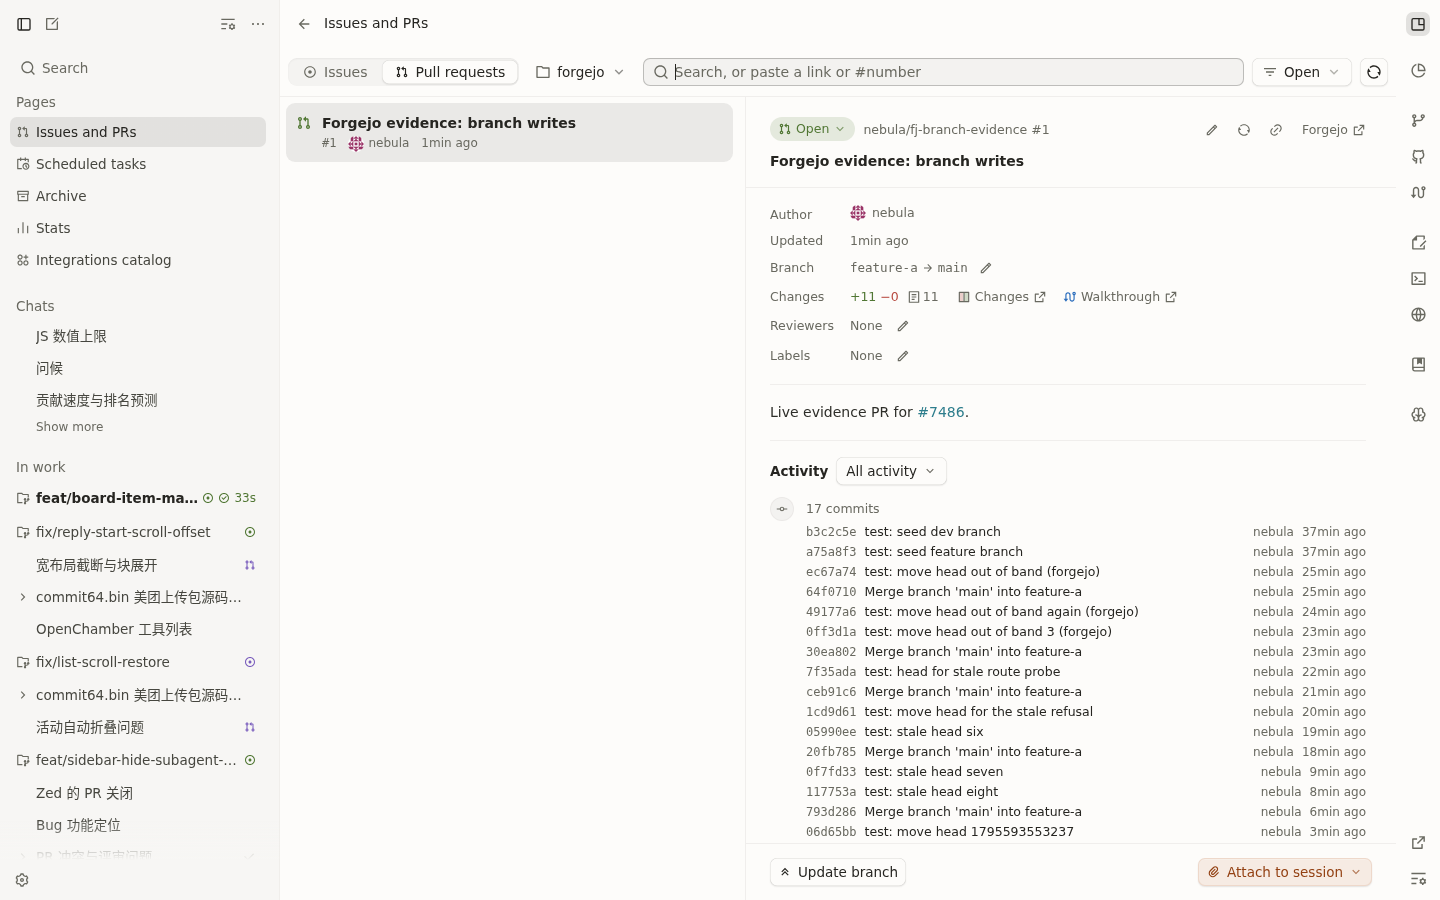 Search
Pages
Issues and PRs
Scheduled tasks
Archive
Stats
Integrations catalog
Chats
JS 数值上限
问候
贡献速度与排名预测
Show more
In work
feat/board-item-ma... 33s
fix/reply-start-scroll-offset
宽布局截断与块展开
commit64.bin 美团上传包源码...
OpenChamber 工具列表
fix/list-scroll-restore
commit64.bin 美团上传包源码...
活动自动折叠问题
feat/sidebar-hide-subagent-...
Zed 的 PR 关闭
Bug 功能定位
PR 冲突与评审问题
Issues and PRs
Issues Pull requests forgejo Search, or paste a link or #number Open
Forgejo evidence: branch writes
#1 nebula 1min ago
Open nebula/fj-branch-evidence #1 Forgejo
Forgejo evidence: branch writes
Author nebula
Updated 1min ago
Branch feature-a → main
Changes +11 −0 11 Changes Walkthrough
Reviewers None
Labels None
Live evidence PR for #7486.
Activity All activity
17 commits
b3c2c5e test: seed dev branch nebula 37min ago
a75a8f3 test: seed feature branch nebula 37min ago
ec67a74 test: move head out of band (forgejo) nebula 25min ago
64f0710 Merge branch 'main' into feature-a nebula 25min ago
49177a6 test: move head out of band again (forgejo) nebula 24min ago
0ff3d1a test: move head out of band 3 (forgejo) nebula 23min ago
30ea802 Merge branch 'main' into feature-a nebula 23min ago
7f35ada test: head for stale route probe nebula 22min ago
ceb91c6 Merge branch 'main' into feature-a nebula 21min ago
1cd9d61 test: move head for the stale refusal nebula 20min ago
05990ee test: stale head six nebula 19min ago
20fb785 Merge branch 'main' into feature-a nebula 18min ago
0f7fd33 test: stale head seven nebula 9min ago
117753a test: stale head eight nebula 8min ago
793d286 Merge branch 'main' into feature-a nebula 6min ago
06d65bb test: move head 1795593553237 nebula 3min ago
Update branch Attach to session